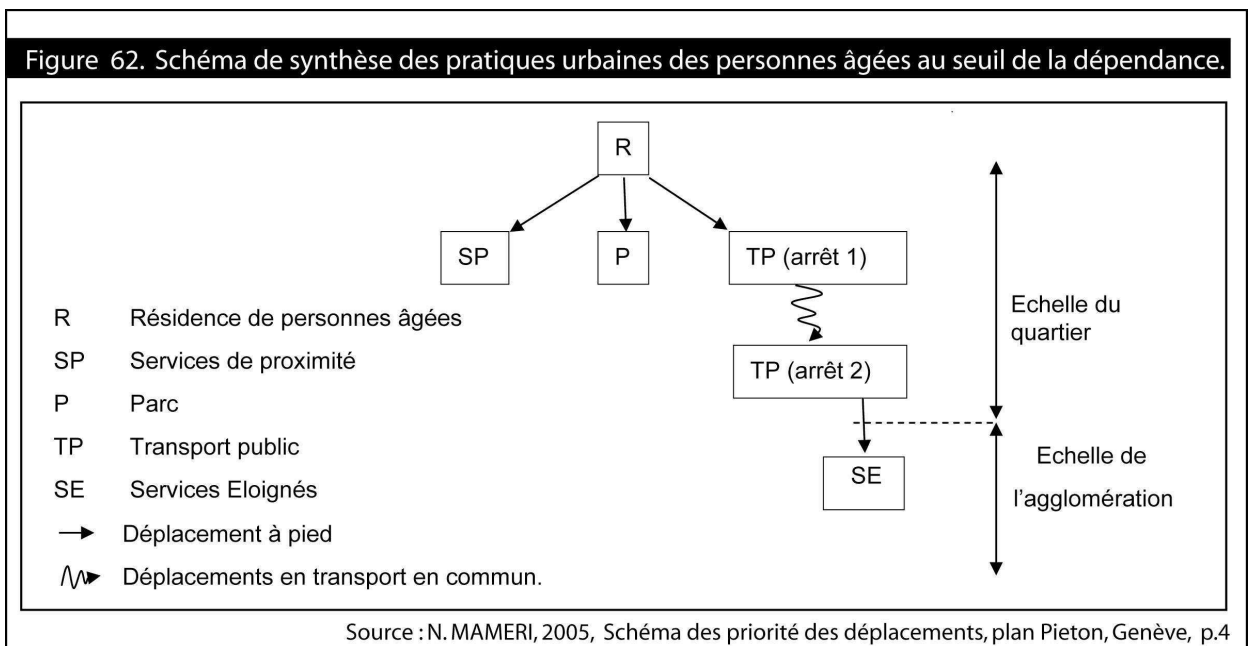 Figure 62. Schéma de synthèse des pratiques urbaines des personnes âgées au seuil de la dépendance.
R
SP
P
TP (arrêt 1)
TP (arrêt 2)
SE
Echelle du
quartier
Echelle de
l'agglomération
R Résidence de personnes âgées
SP Services de proximité
P Parc
TP Transport public
SE Services Eloignés
Déplacement à pied
Déplacements en transport en commun.
Source : N. MAMERI, 2005, Schéma des priorité des déplacements, plan Pieton, Genève, p.4